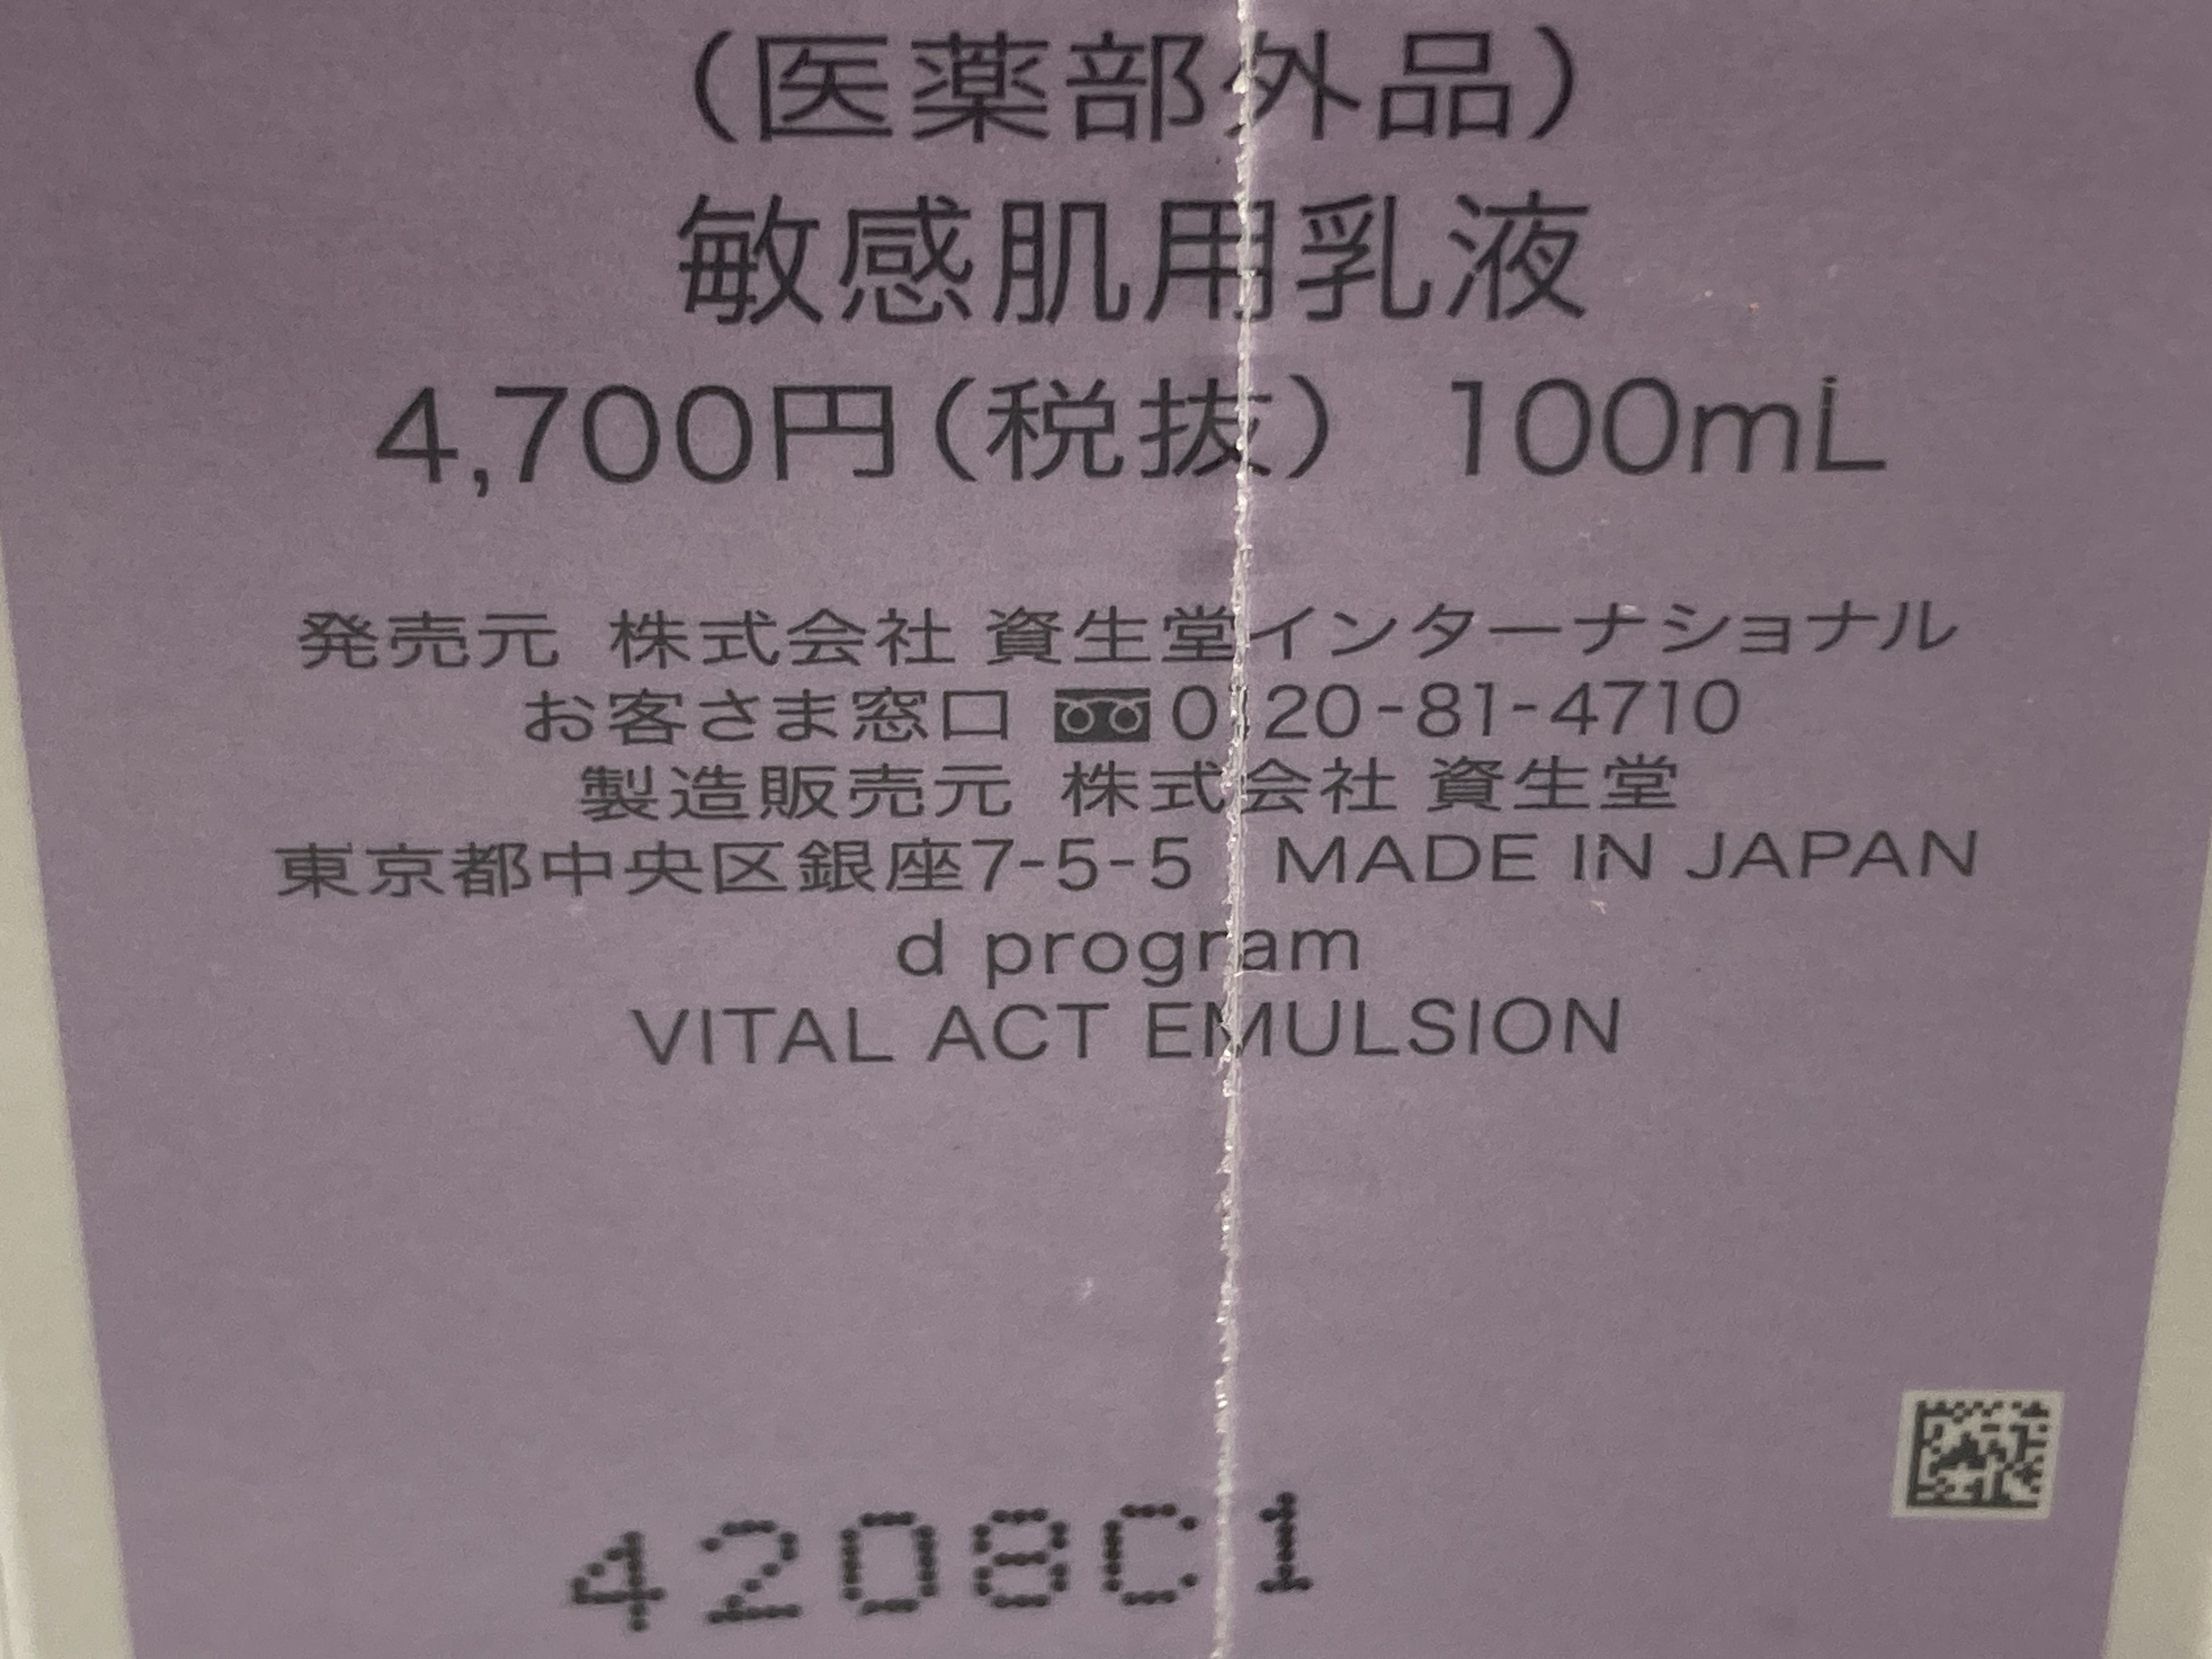 （医薬部外品）
敏感肌用乳液
4,700円（税抜） 100mL
発売元 株式会社 資生堂インターナショナル
お客さま窓口 0120-81-4710
製造販売元 株式会社 資生堂
東京都中央区銀座7-5-5 MADE IN JAPAN
d program
VITAL ACT EMULSION
4208C1